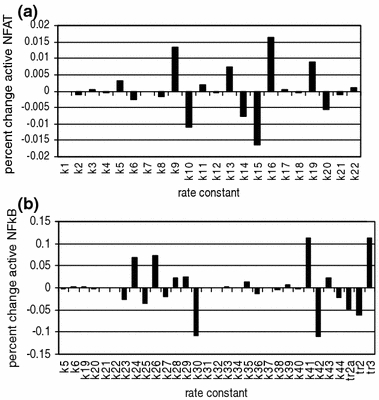 (a)
percent change active NFAT
0.02
0.015
0.01
0.005
0
-0.005
-0.01
-0.015
-0.02
k1 k2 k3 k4 k5 k6 k7 k8 k9 k10 k11 k12 k13 k14 k15 k16 k17 k18 k19 k20 k21 k22
rate constant
(b)
percent change active NFkB
0.15
0.1
0.05
0
-0.05
-0.1
-0.15
k5 k6 k19 k20 k21 k22 k23 k24 k25 k26 k27 k28 k29 k30 k31 k32 k33 k34 k35 k36 k37 k38 k39 k40 k41 k42 k43 k44 tr2a tr2 tr3
rate constant